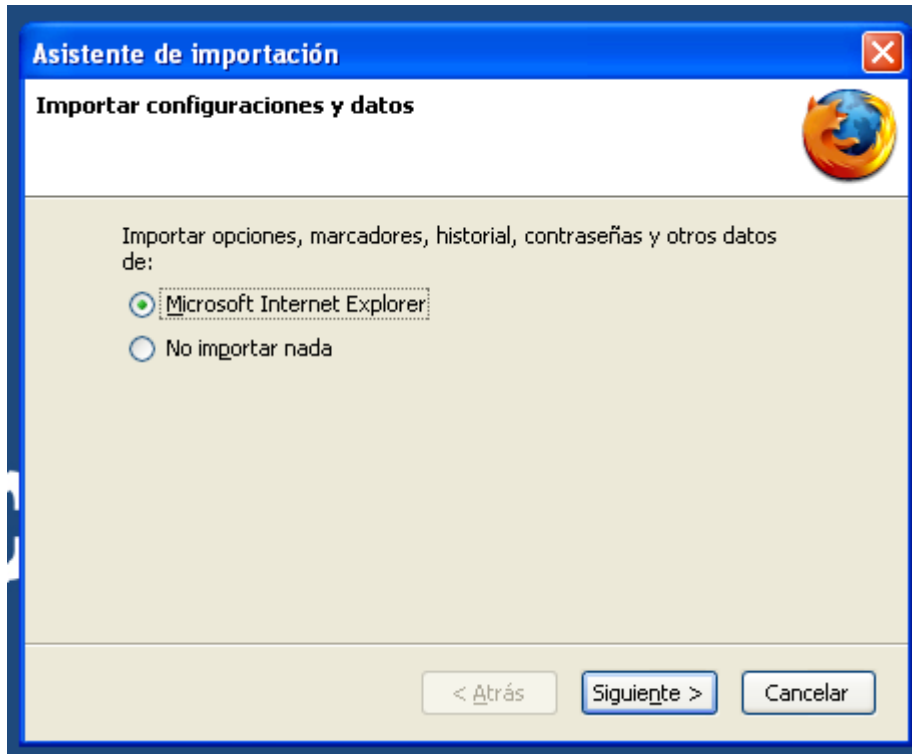 Asistente de importación
Importar configuraciones y datos
Importar opciones, marcadores, historial, contraseñas y otros datos
de:
Microsoft Internet Explorer
No importar nada
< Atrás
Siguiente >
Cancelar